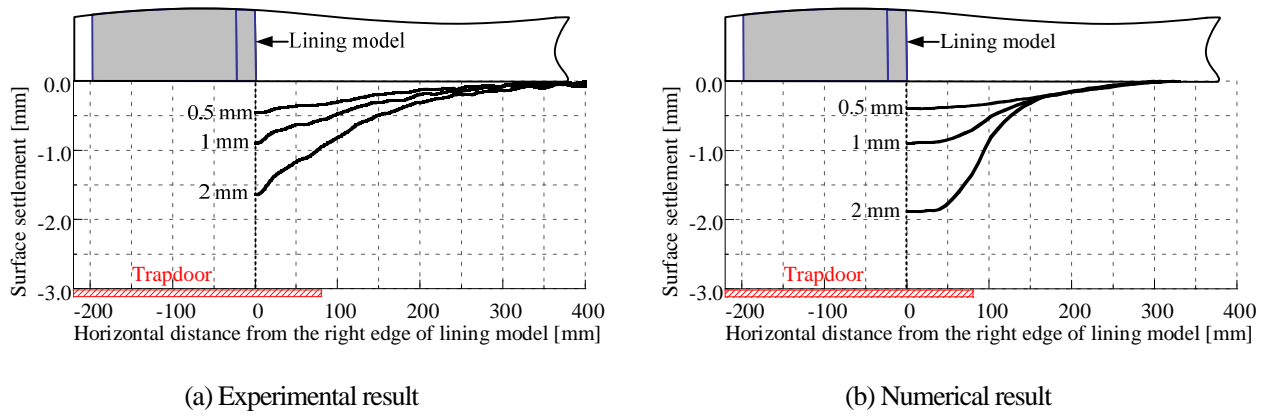 Lining model
0.0
-1.0
-2.0
-3.0
Surface settlement [mm]
0.5 mm
1 mm
2 mm
Trapdoor
-200 -100 0 100 200 300 400
Horizontal distance from the right edge of lining model [mm]
(a) Experimental result
Lining model
0.0
-1.0
-2.0
-3.0
Surface settlement [mm]
0.5 mm
1 mm
2 mm
Trapdoor
-200 -100 0 100 200 300 400
Horizontal distance from the right edge of lining model [mm]
(b) Numerical result